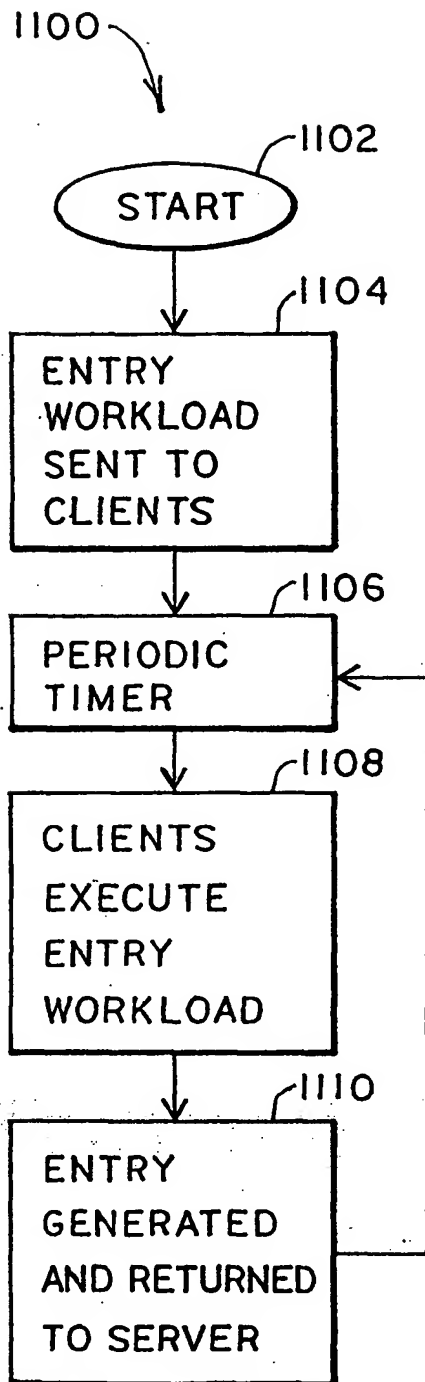 1100
1102
START
1104
ENTRY
WORKLOAD
SENT TO
CLIENTS
1106
PERIODIC
TIMER
1108
CLIENTS
EXECUTE
ENTRY
WORKLOAD
1110
ENTRY
GENERATED
AND RETURNED
TO SERVER